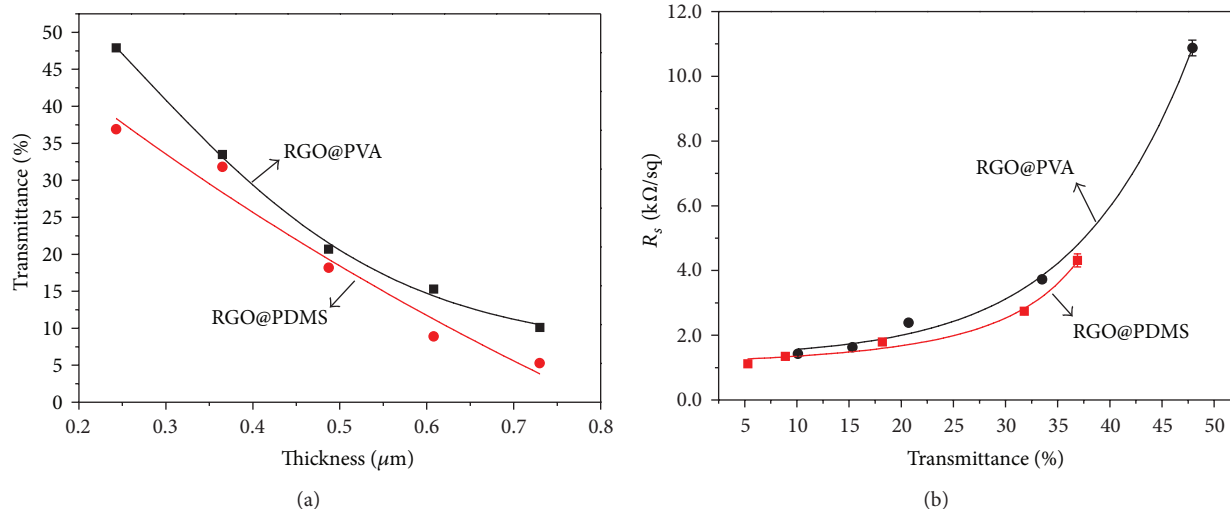 50
45
40
35
30
25
20
15
10
5
0
Transmittance (%)
RGO@PVA
RGO@PDMS
0.2 0.3 0.4 0.5 0.6 0.7 0.8
Thickness (μm)
(a)
12.0
10.0
8.0
6.0
4.0
2.0
0.0
Rs (kΩ/sq)
RGO@PVA
RGO@PDMS
5 10 15 20 25 30 35 40 45 50
Transmittance (%)
(b)